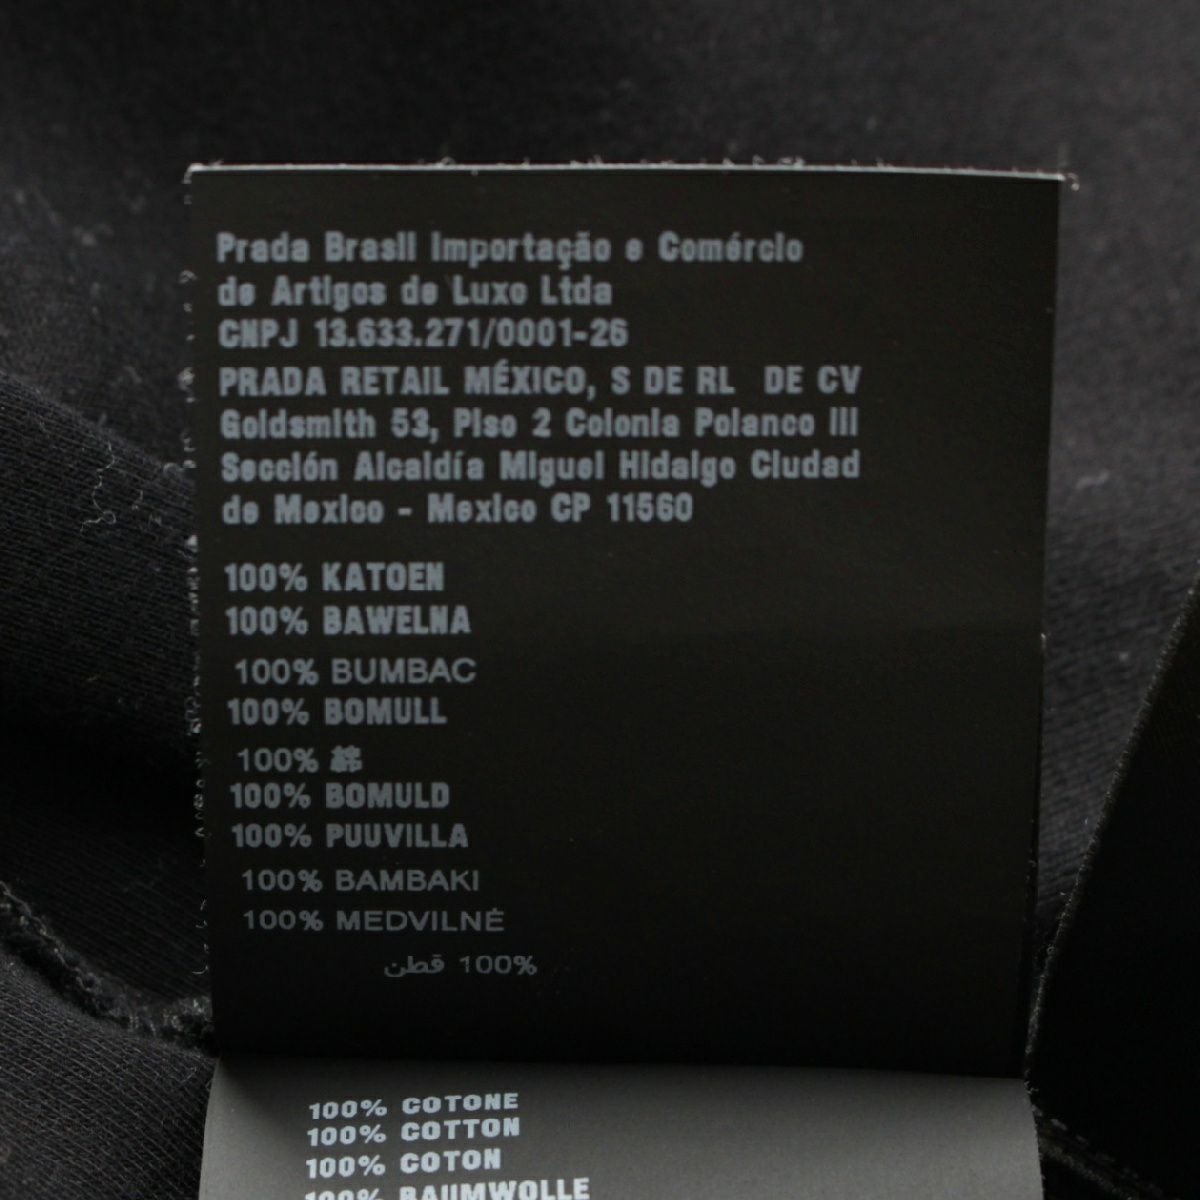 Prada Brasil Importação e Comércio
de Artigos de Luxo Ltda
CNPJ 13.633.271/0001-26
PRADA RETAIL MÉXICO, S DE RL DE CV
Goldsmith 53, Piso 2 Colonia Polanco III
Sección Alcaldía Miguel Hidalgo Ciudad
de Mexico - Mexico CP 11560
100% KATOEN
100% BAWELNA
100% BUMBAC
100% BOMULL
100% 綿
100% BOMULD
100% PUUVILLA
100% BAMBAKI
100% MEDVILNĖ
100% قطن
100% COTONE
100% COTTON
100% COTON
100% BAUMWOLLE